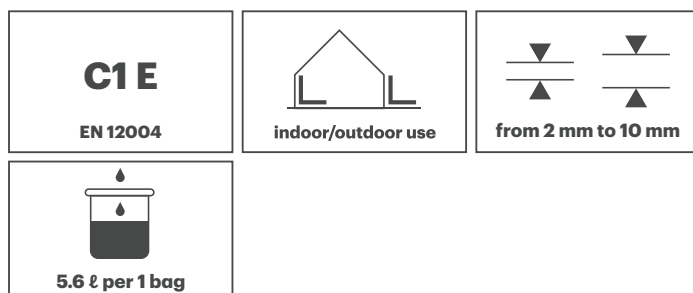 C1 E
EN 12004
indoor/outdoor use
from 2 mm to 10 mm
5.6 ℓ per 1 bag